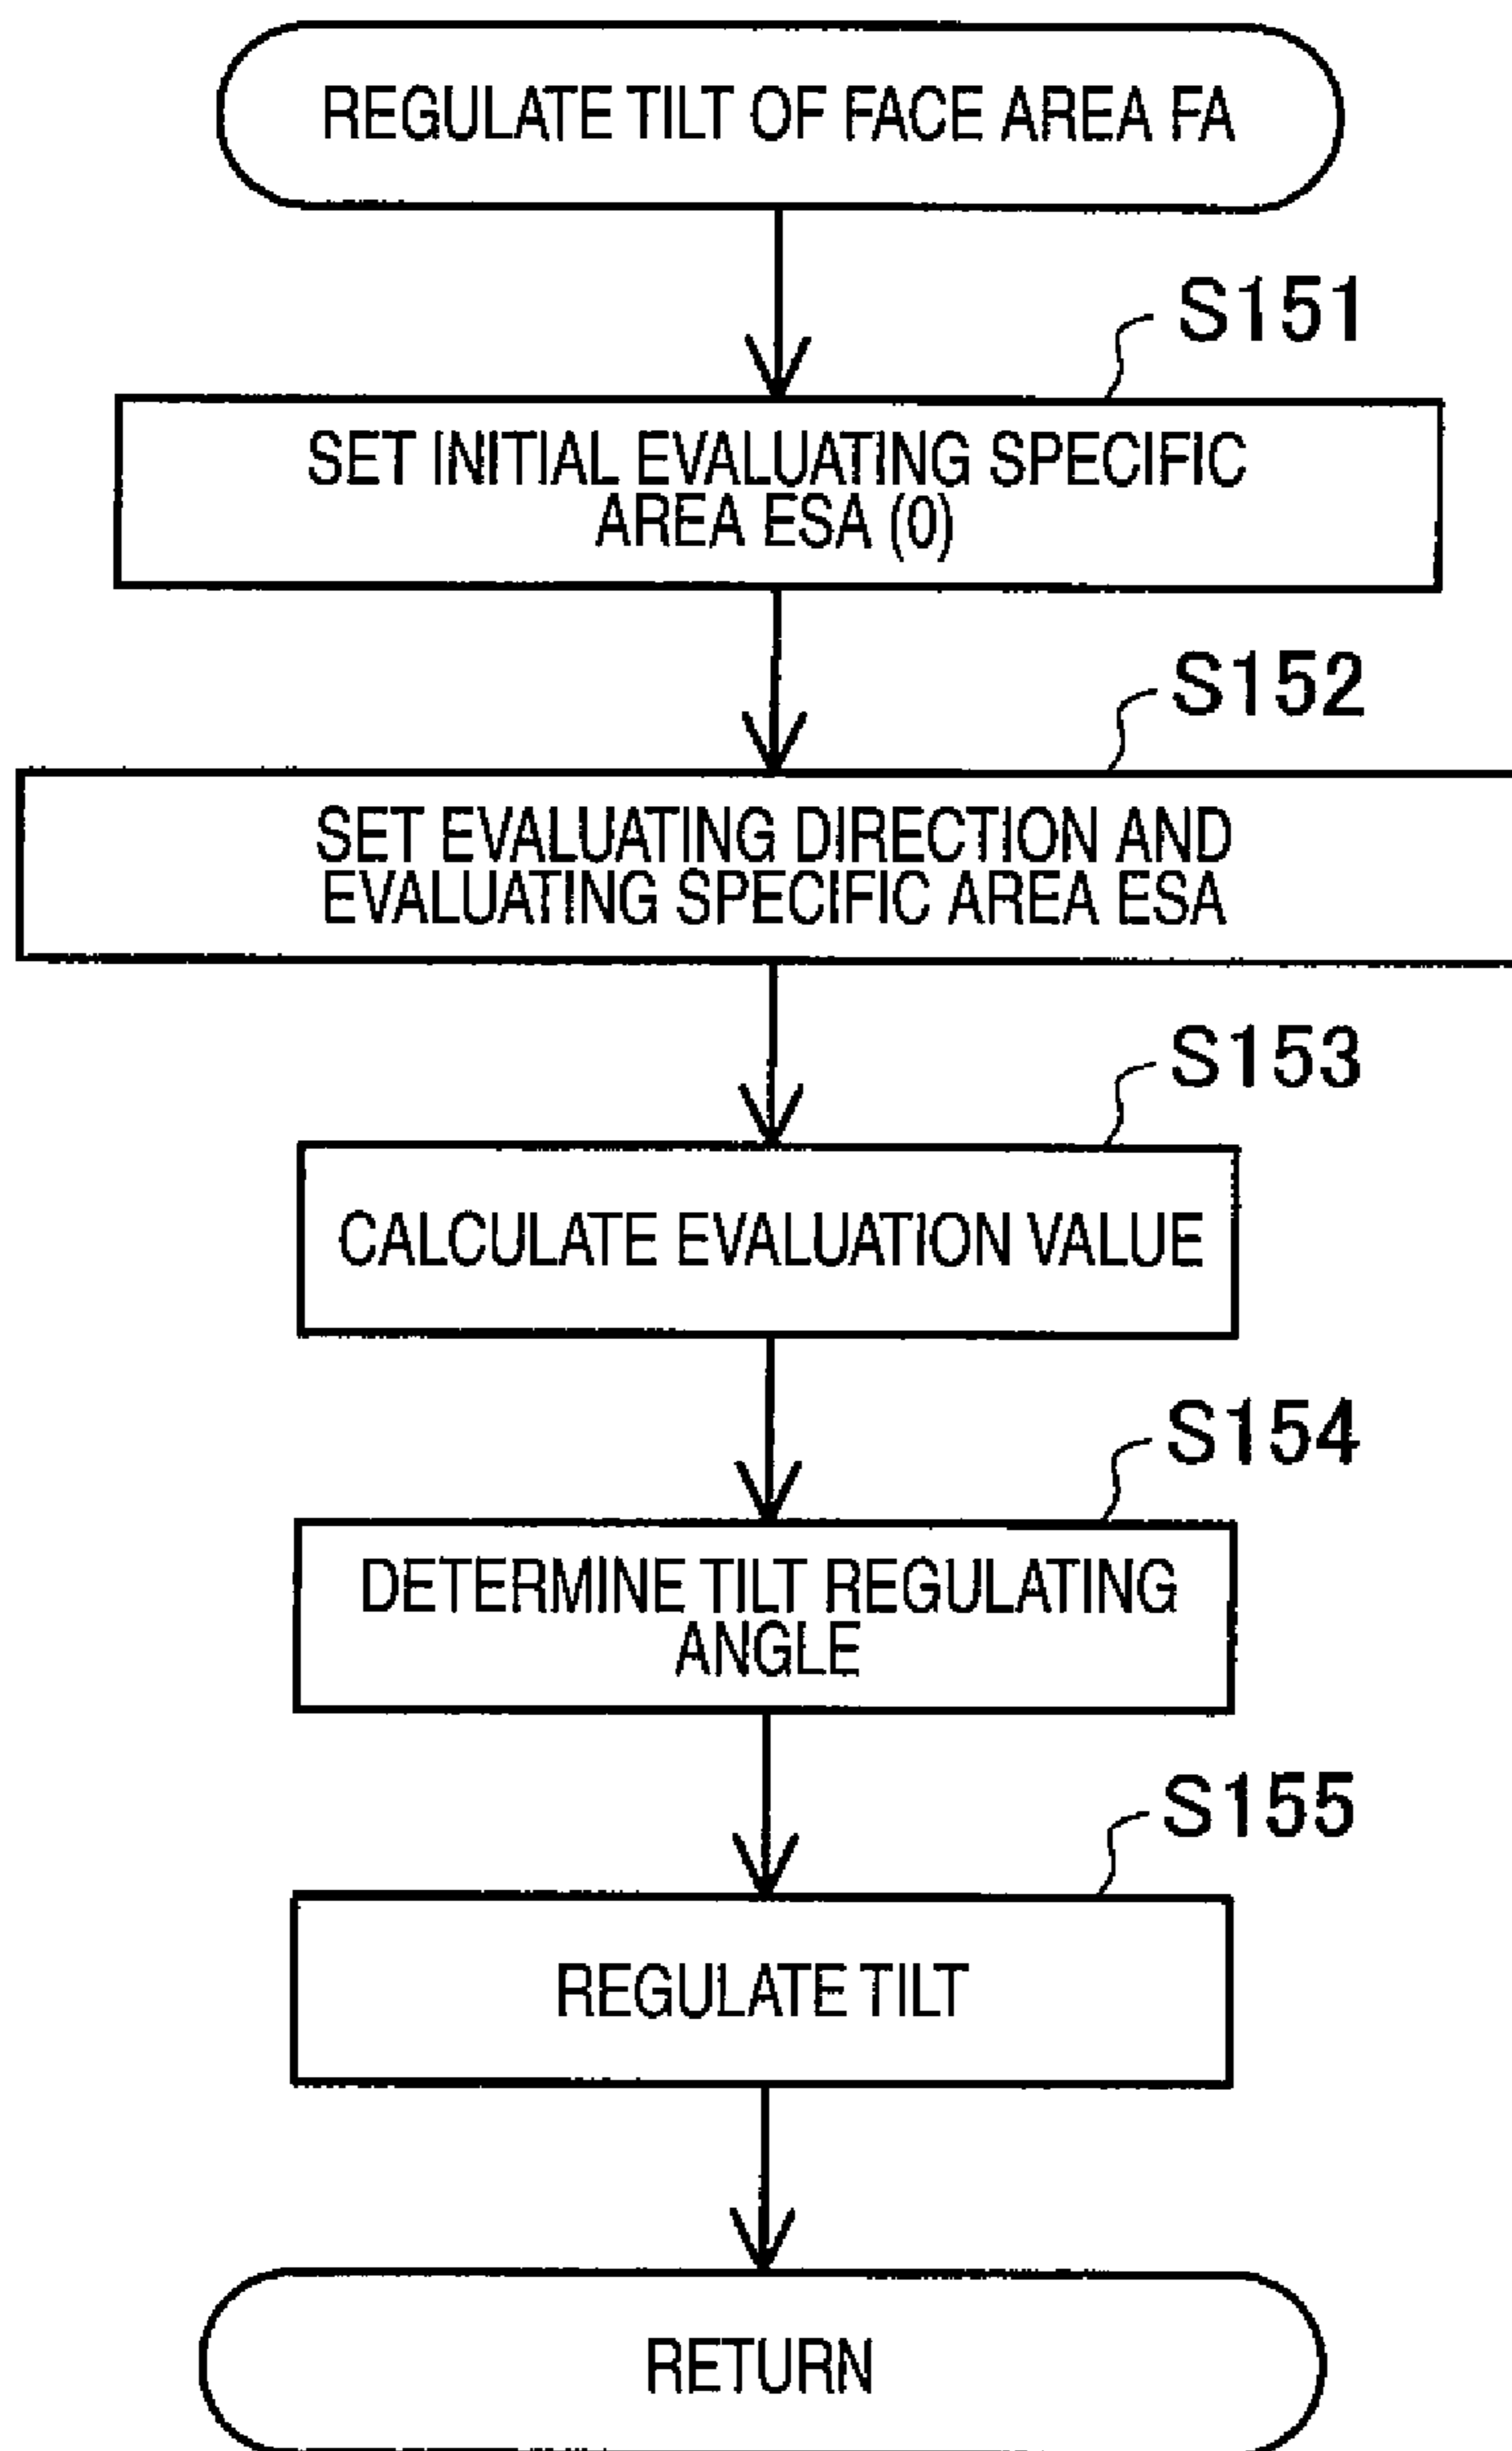 REGULATE TILT OF FACE AREA FA
S151
SET INITIAL EVALUATING SPECIFIC
AREA ESA (0)
S152
SET EVALUATING DIRECTION AND
EVALUATING SPECIFIC AREA ESA
S153
CALCULATE EVALUATION VALUE
S154
DETERMINE TILT REGULATING
ANGLE
S155
REGULATE TILT
RETURN